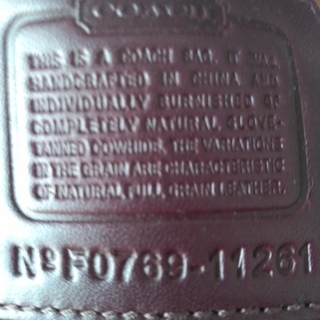 COACH
THIS IS A COACH BAG. IT WAS
HANDCRAFTED IN CHINA AND
INDIVIDUALLY BURNISHED OF
COMPLETELY NATURAL GLOVE-
TANNED COWHIDE, THE VARIATIONS
IN THE GRAIN ARE CHARACTERISTIC
OF NATURAL FULL GRAIN LEATHER.
Nº F0769-11261